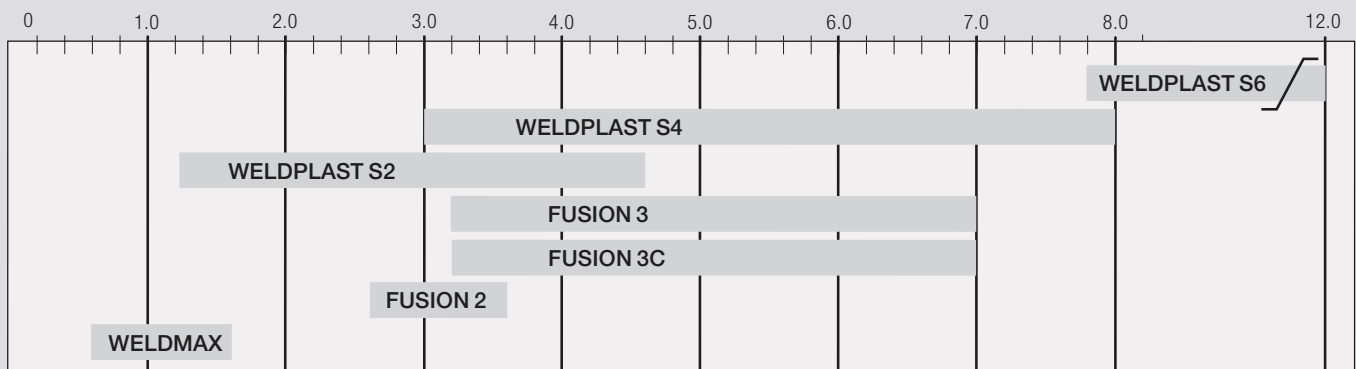 0 1.0 2.0 3.0 4.0 5.0 6.0 7.0 8.0 12.0
WELDPLAST S6
WELDPLAST S4
WELDPLAST S2
FUSION 3
FUSION 3C
FUSION 2
WELDMAX